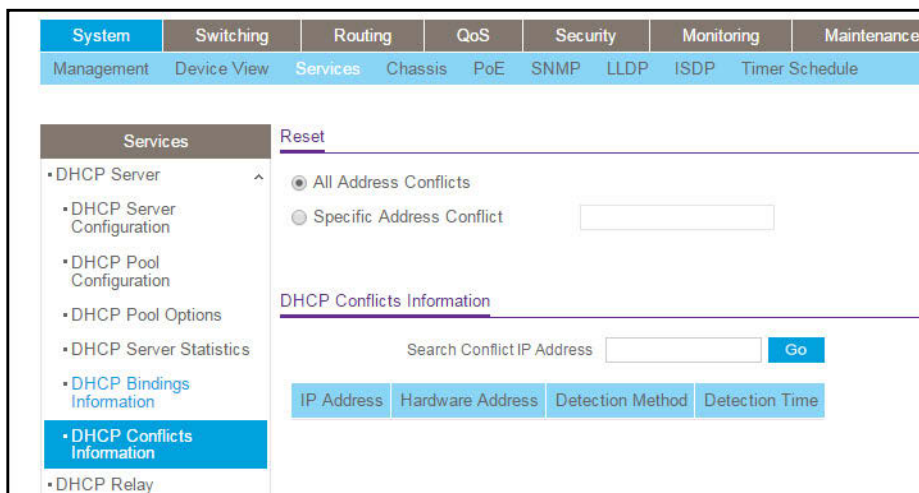 System Switching Routing QoS Security Monitoring Maintenance
Management Device View Services Chassis PoE SNMP LLDP ISDP Timer Schedule
Services
DHCP Server
DHCP Server
Configuration
DHCP Pool
Configuration
DHCP Pool Options
DHCP Server Statistics
DHCP Bindings
Information
DHCP Conflicts
Information
DHCP Relay
Reset
All Address Conflicts
Specific Address Conflict
DHCP Conflicts Information
Search Conflict IP Address Go
IP Address Hardware Address Detection Method Detection Time